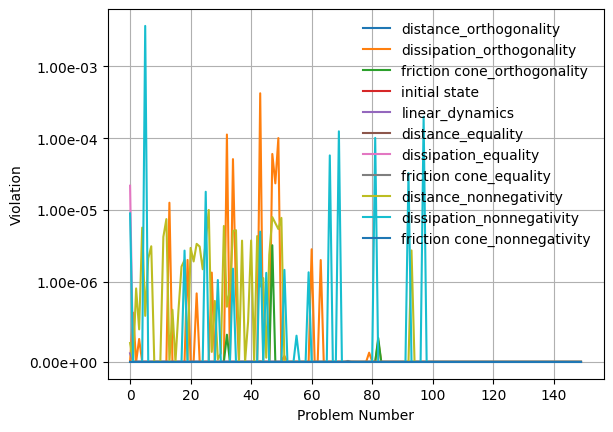 distance_orthogonality
dissipation_orthogonality
friction cone_orthogonality
initial state
linear_dynamics
distance_equality
dissipation_equality
friction cone_equality
distance_nonnegativity
dissipation_nonnegativity
friction cone_nonnegativity
1.00e-03
1.00e-04
1.00e-05
1.00e-06
0.00e+00
Violation
0 20 40 60 80 100 120 140
Problem Number